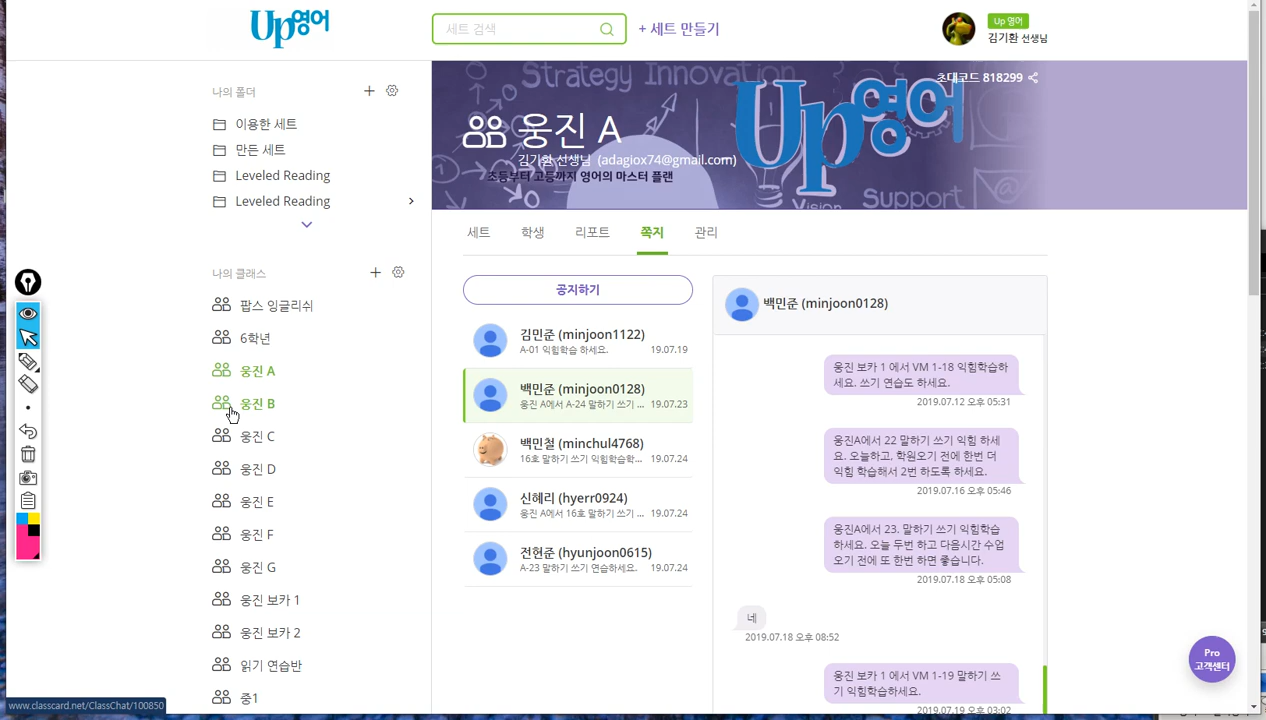 Up영어
세트 검색
+ 세트 만들기
Up 영어
김기환 선생님
나의 폴더
이용한 세트
만든 세트
Leveled Reading
Leveled Reading
나의 클래스
팝스 잉글리쉬
6학년
웅진 A
웅진 B
웅진 C
웅진 D
웅진 E
웅진 F
웅진 G
웅진 보카 1
웅진 보카 2
읽기 연습반
중1
www.classcard.net/ClassChat/100850
Strategy Innovation
초대코드 818299
웅진 A
김기환 선생님 (adagiox74@gmail.com)
초등부터 고등까지 영어의 마스터 플랜
Up영어
Vision
Support
세트 학생 리포트 쪽지 관리
공지하기
김민준 (minjoon1122)
A-01 익힘학습 하세요. 19.07.19
백민준 (minjoon0128)
웅진 A에서 A-24 말하기 쓰기 ... 19.07.23
백민철 (minchul4768)
16호 말하기 쓰기 익힘학습학... 19.07.24
신혜리 (hyerr0924)
웅진 A에서 16호 말하기 쓰기 ... 19.07.24
전현준 (hyunjoon0615)
A-23 말하기 쓰기 연습하세요. 19.07.24
백민준 (minjoon0128)
웅진 보카 1 에서 VM 1-18 익힘학습하
세요. 쓰기 연습도 하세요.
2019.07.12 오후 05:31
웅진A에서 22 말하기 쓰기 익힘 하세
요. 오늘하고, 학원오기 전에 한번 더
익힘 학습해서 2번 하도록 하세요.
2019.07.16 오후 05:46
웅진A에서 23. 말하기 쓰기 익힘학습
하세요. 오늘 두번 하고 다음시간 수업
오기 전에 또 한번 하면 좋습니다.
2019.07.18 오후 05:08
네
2019.07.18 오후 08:52
웅진 보카 1 에서 VM 1-19 말하기 쓰
기 익힘학습하세요.
2019.07.19 오후 03:02
Pro
고객센터